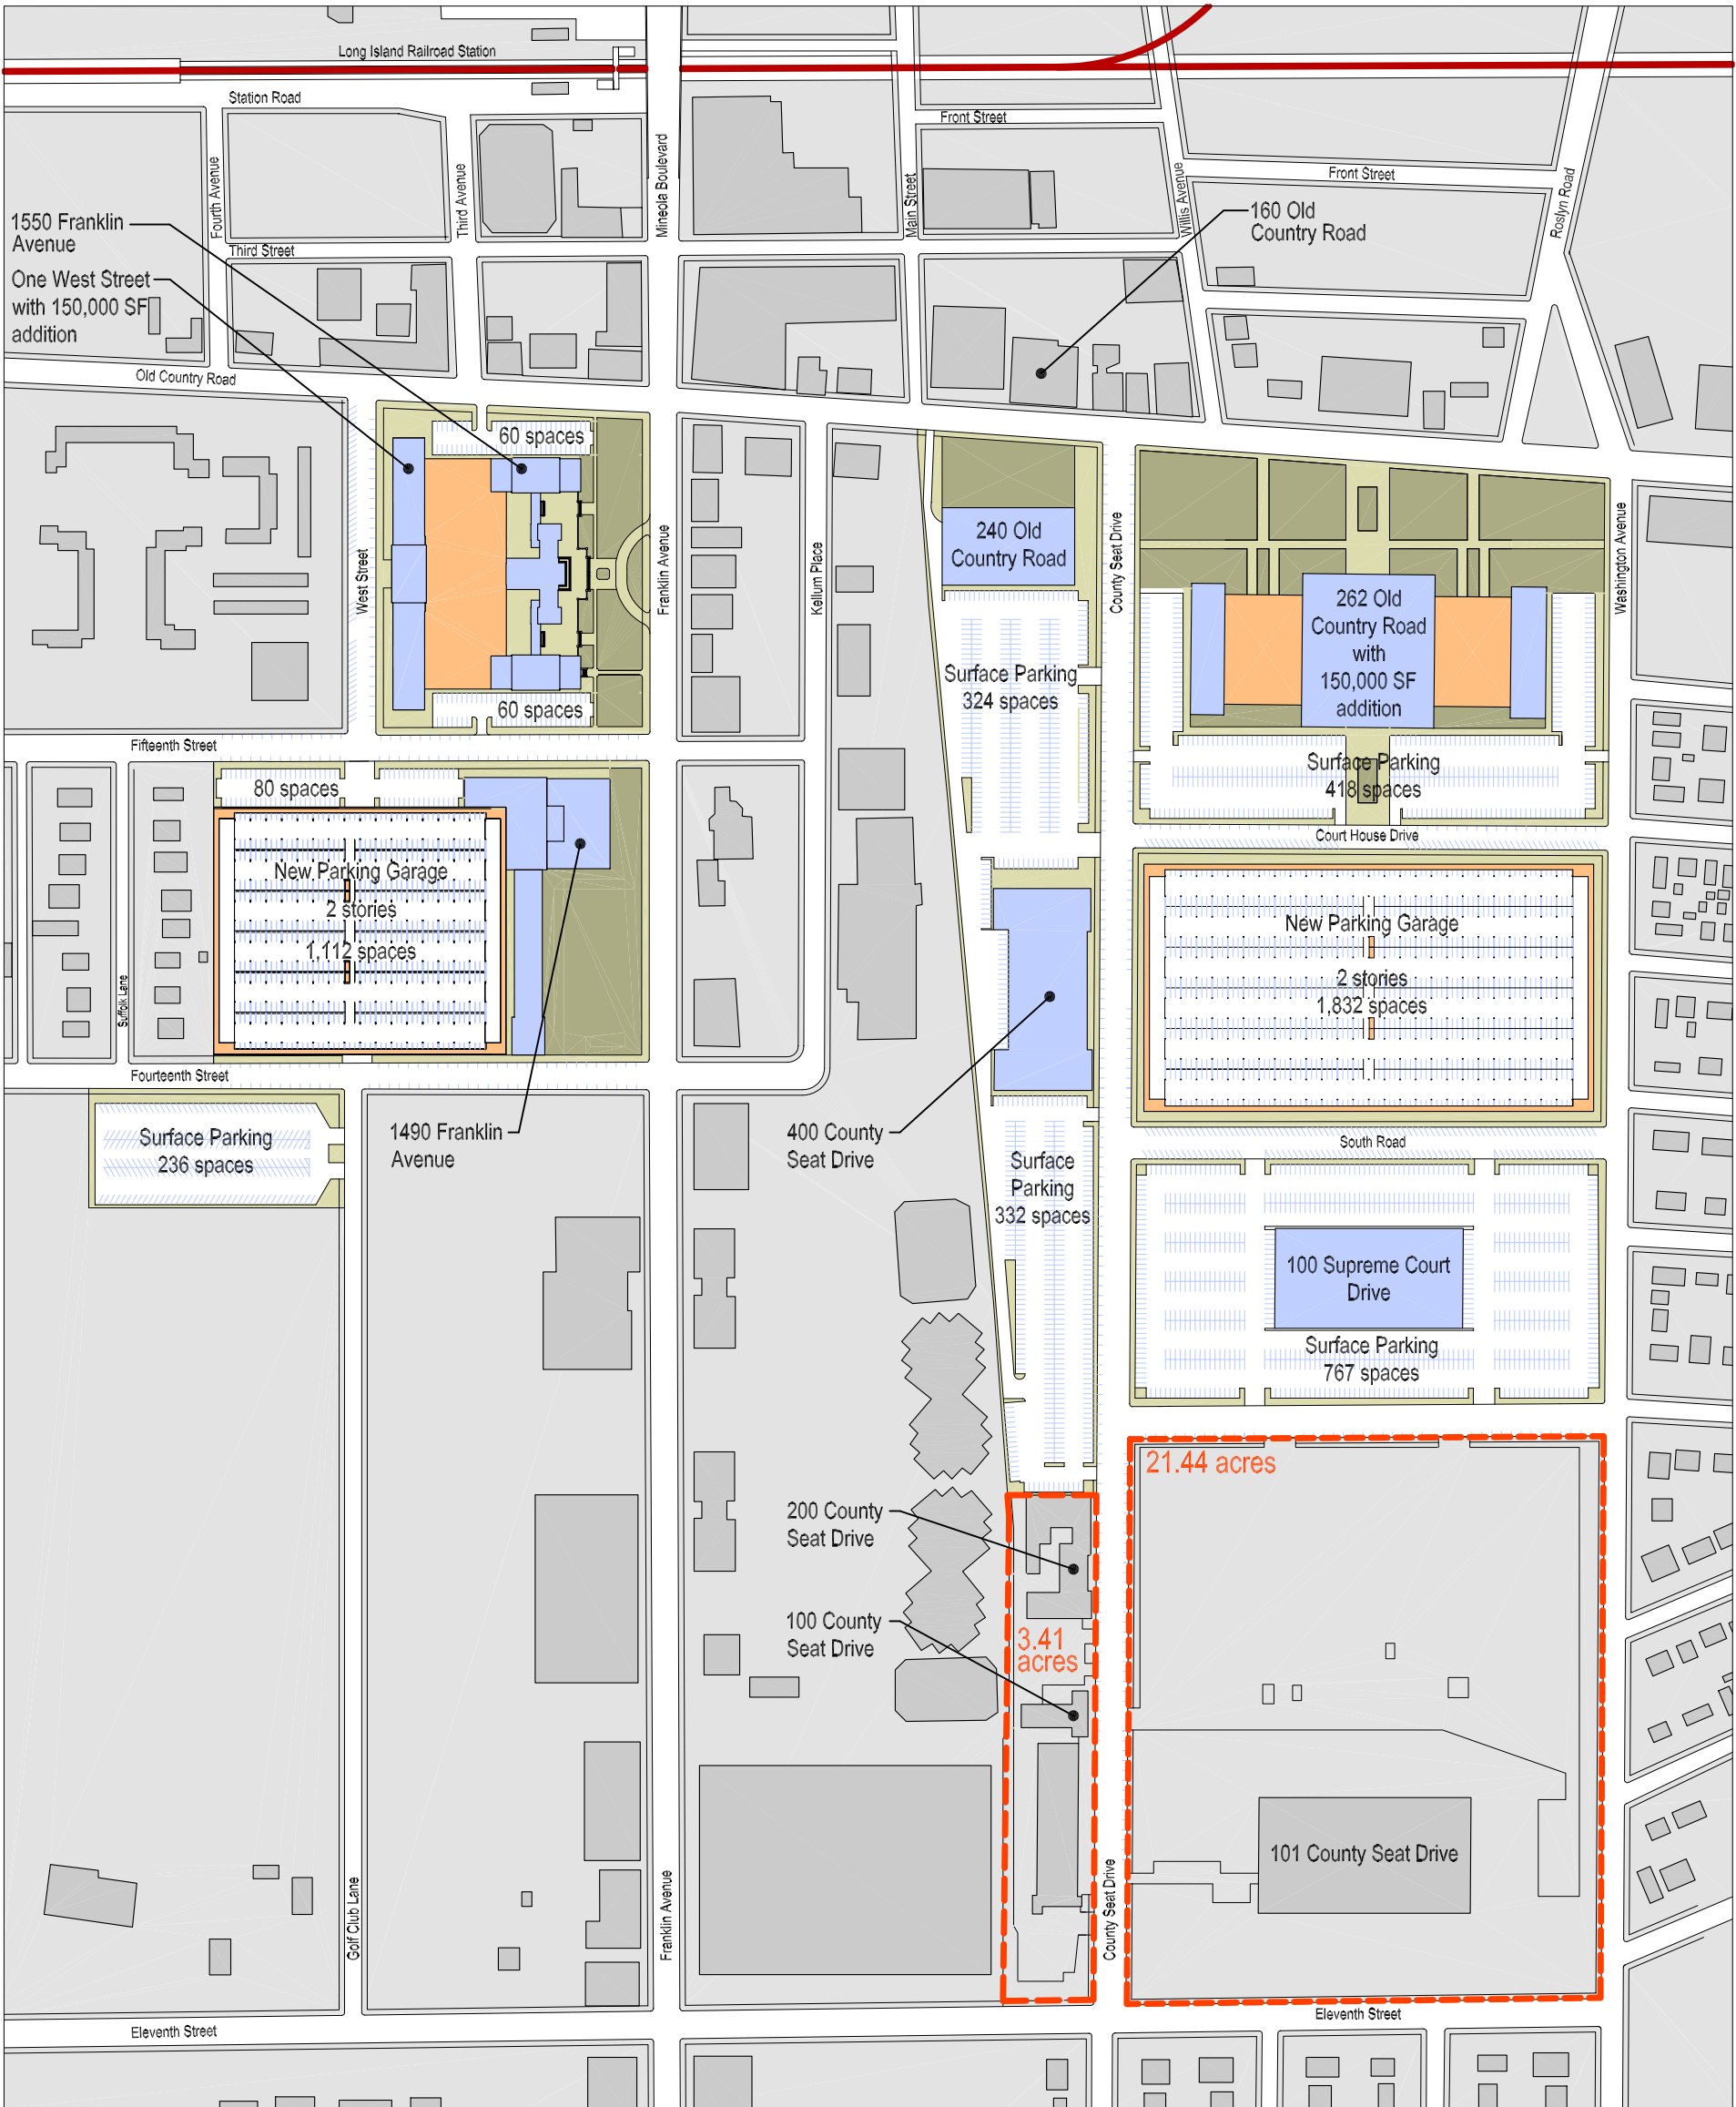 Long Island Railroad Station
Station Road
Front Street
Front Street
Fourth Avenue
Third Avenue
Mineola Boulevard
Main Street
Willis Avenue
Roslyn Road
1550 Franklin
Avenue
160 Old
Country Road
Third Street
One West Street
with 150,000 SF
addition
Old Country Road
60 spaces
240 Old
Country Road
West Street
Franklin Avenue
Kellum Place
County Seat Drive
Washington Avenue
262 Old
Country Road
with
150,000 SF
addition
Surface Parking
324 spaces
60 spaces
Fifteenth Street
Surface Parking
418 spaces
80 spaces
Court House Drive
New Parking Garage
2 stories
1,112 spaces
New Parking Garage
2 stories
1,832 spaces
Suffolk Lane
Fourteenth Street
Surface Parking
236 spaces
1490 Franklin
Avenue
400 County
Seat Drive
South Road
Surface
Parking
332 spaces
100 Supreme Court
Drive
Surface Parking
767 spaces
21.44 acres
200 County
Seat Drive
100 County
Seat Drive
3.41
acres
101 County Seat Drive
Golf Club Lane
Franklin Avenue
County Seat Drive
Eleventh Street
Eleventh Street